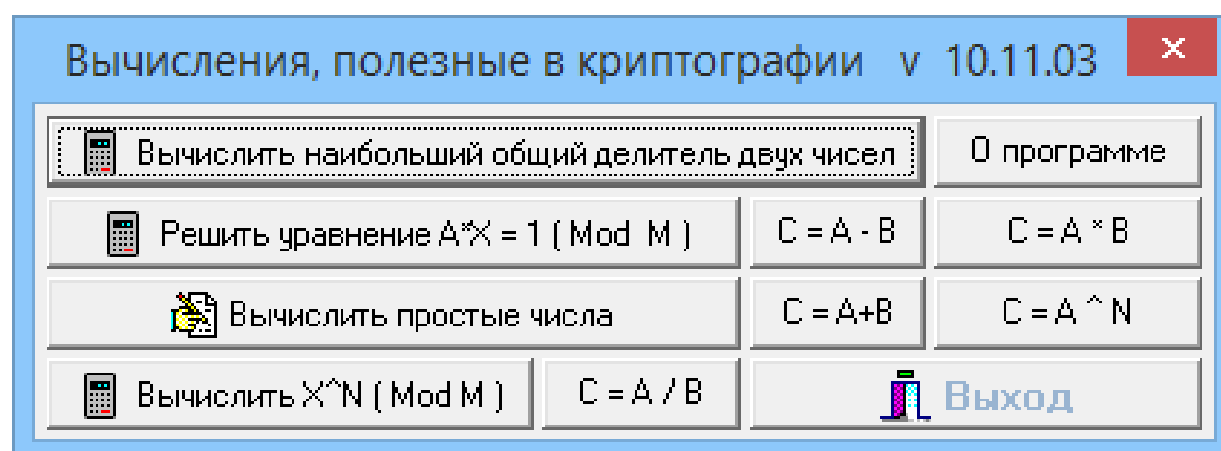 Вычисления, полезные в криптографии v 10.11.03
Вычислить наибольший общий делитель двух чисел
О программе
Решить уравнение A*X = 1 ( Mod M )
C = A - B
C = A * B
Вычислить простые числа
C = A+B
C = A ^ N
Вычислить X^N ( Mod M )
C = A / B
Выход